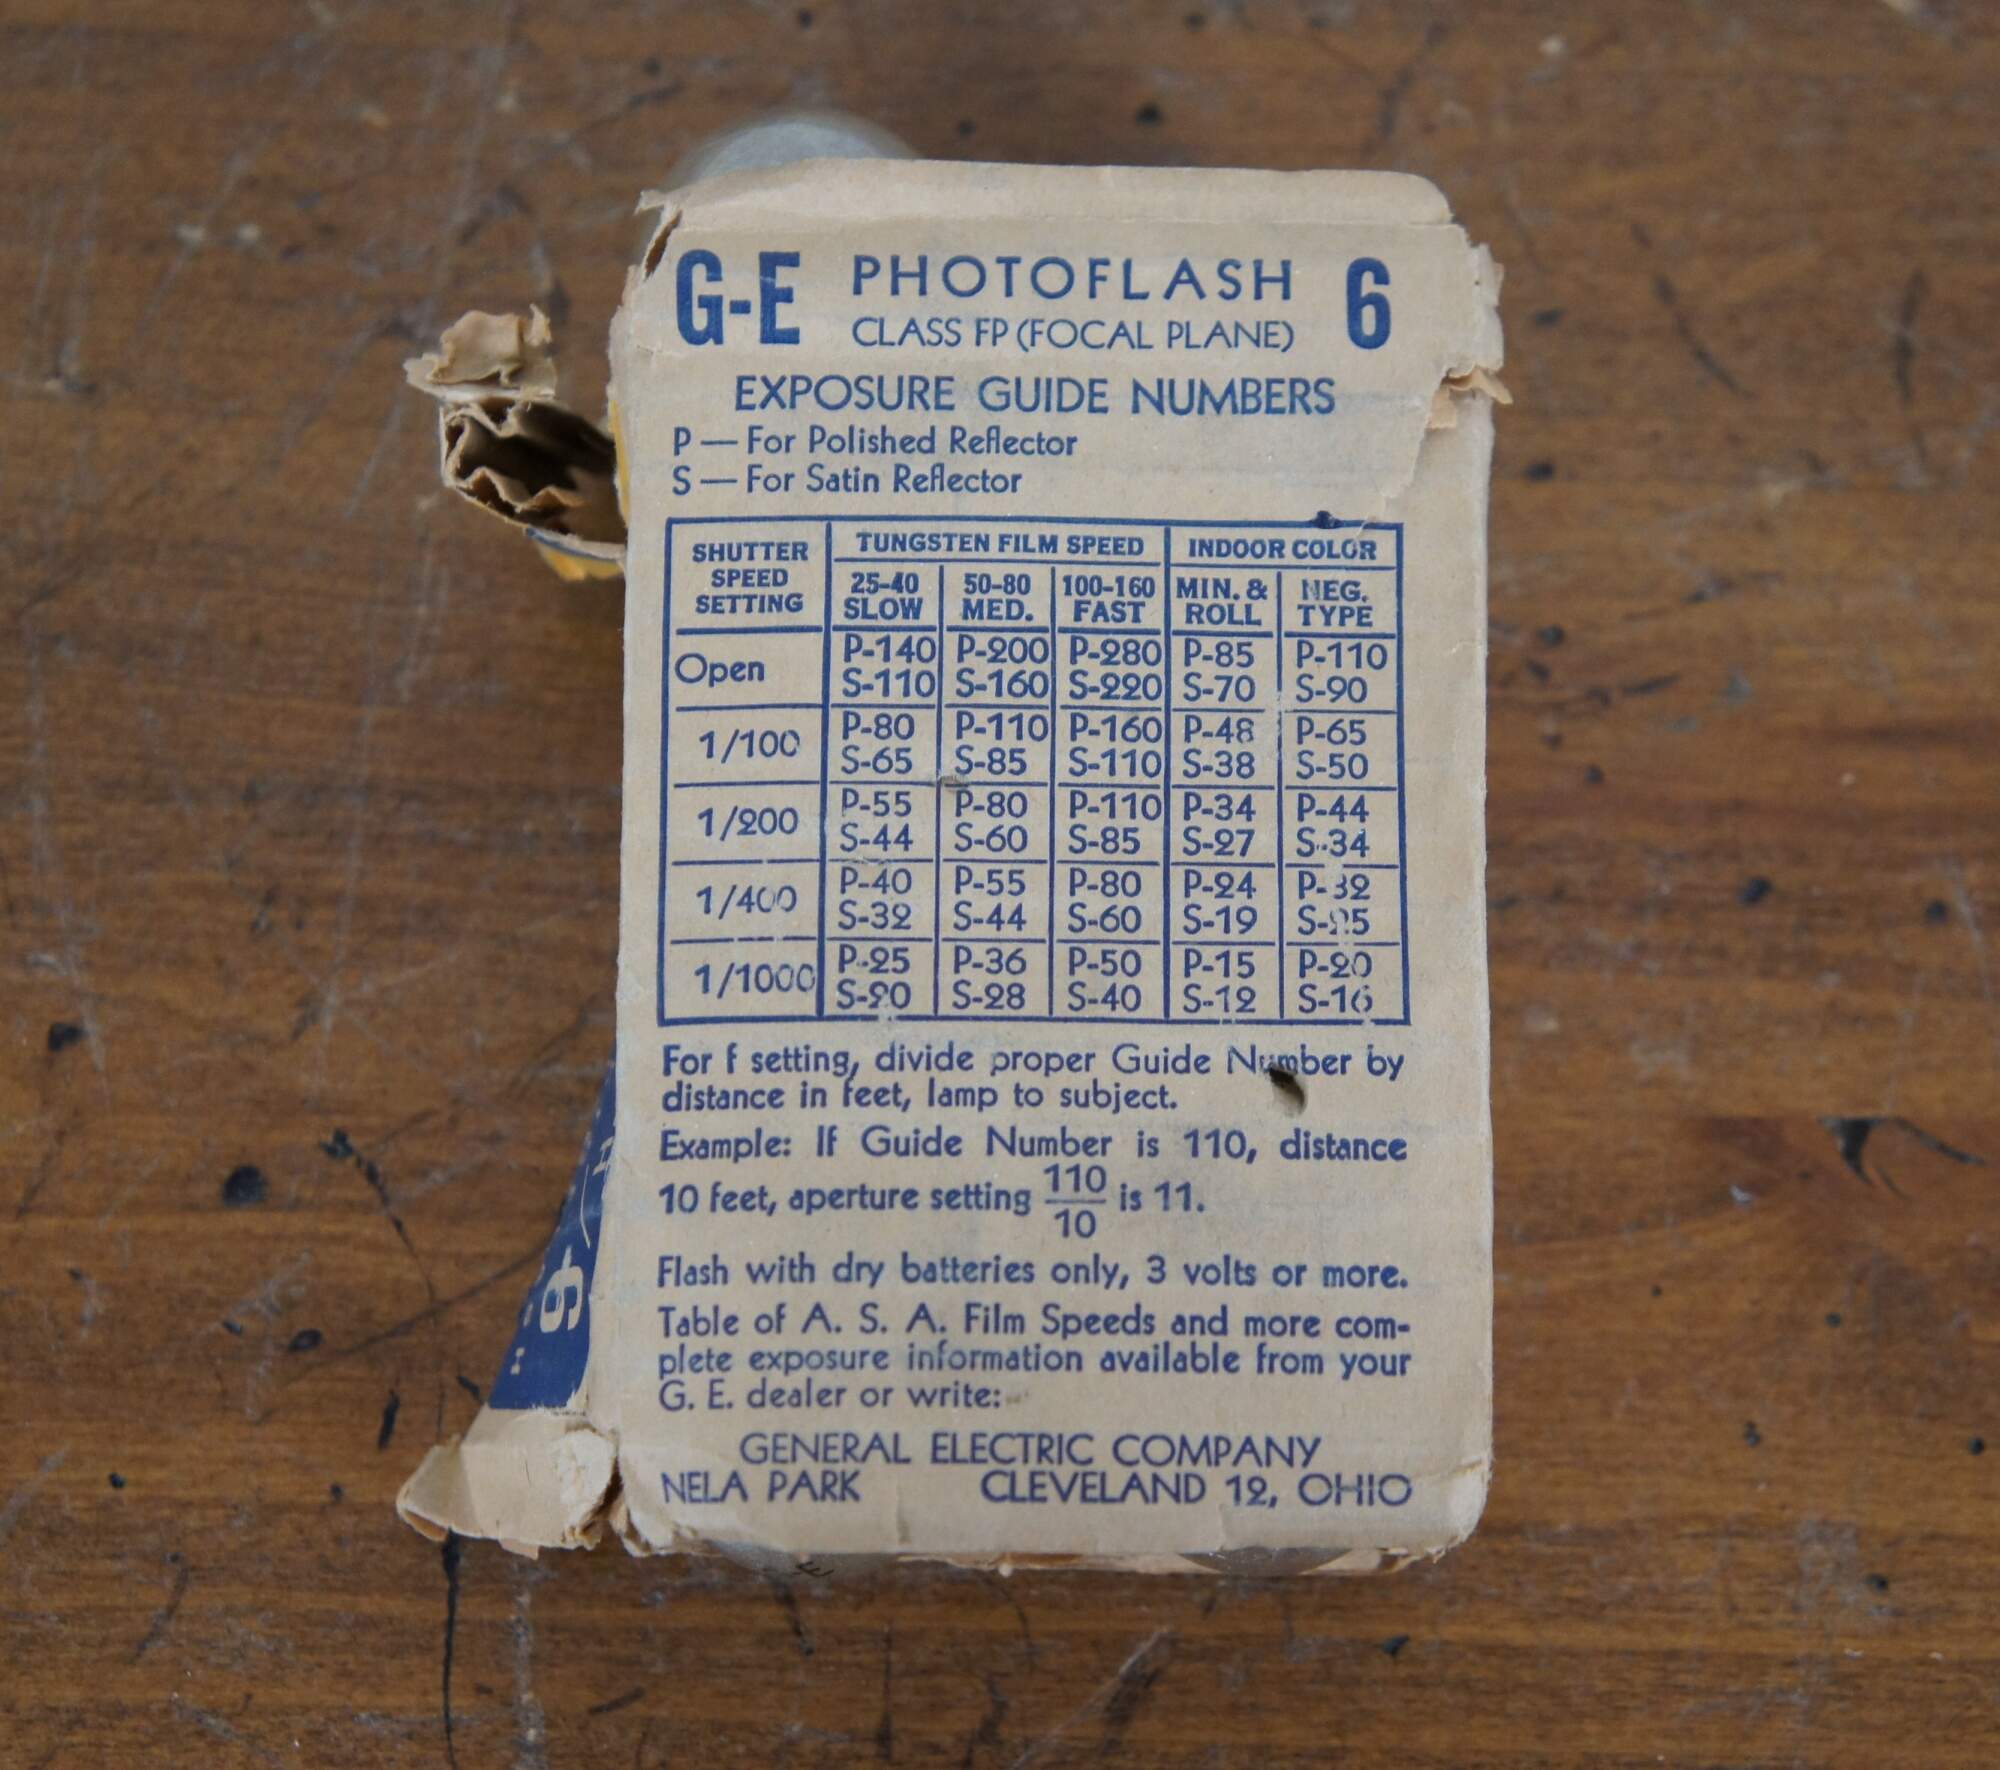 G-E PHOTOFLASH 6
CLASS FP (FOCAL PLANE)
EXPOSURE GUIDE NUMBERS
P — For Polished Reflector
S — For Satin Reflector
SHUTTER SPEED SETTING TUNGSTEN FILM SPEED INDOOR COLOR
25-40 SLOW 50-80 MED. 100-160 FAST MIN. & ROLL NEG. TYPE
Open P-140 P-200 P-280 P-85 P-110
S-110 S-160 S-220 S-70 S-90
1/100 P-80 P-110 P-160 P-48 P-65
S-65 S-85 S-110 S-38 S-50
1/200 P-55 P-80 P-110 P-34 P-44
S-44 S-60 S-85 S-27 S-34
1/400 P-40 P-55 P-80 P-24 P-32
S-32 S-44 S-60 S-19 S-25
1/1000 P-25 P-36 P-50 P-15 P-20
S-20 S-28 S-40 S-12 S-16
For f setting, divide proper Guide Number by
distance in feet, lamp to subject.
Example: If Guide Number is 110, distance
10 feet, aperture setting 110/10 is 11.
Flash with dry batteries only, 3 volts or more.
Table of A. S. A. Film Speeds and more com-
plete exposure information available from your
G. E. dealer or write:
GENERAL ELECTRIC COMPANY
NELA PARK CLEVELAND 12, OHIO